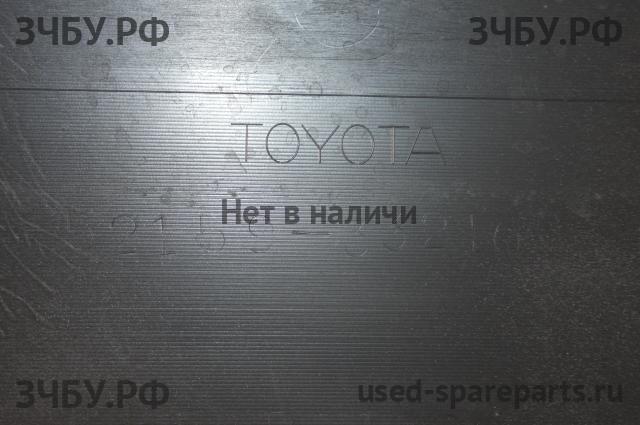 ЗЧБУ.РФ ЗЧБУ.РФ
TOYOTA
Нет в наличи
ЗЧБУ.РФ used-spareparts.ru